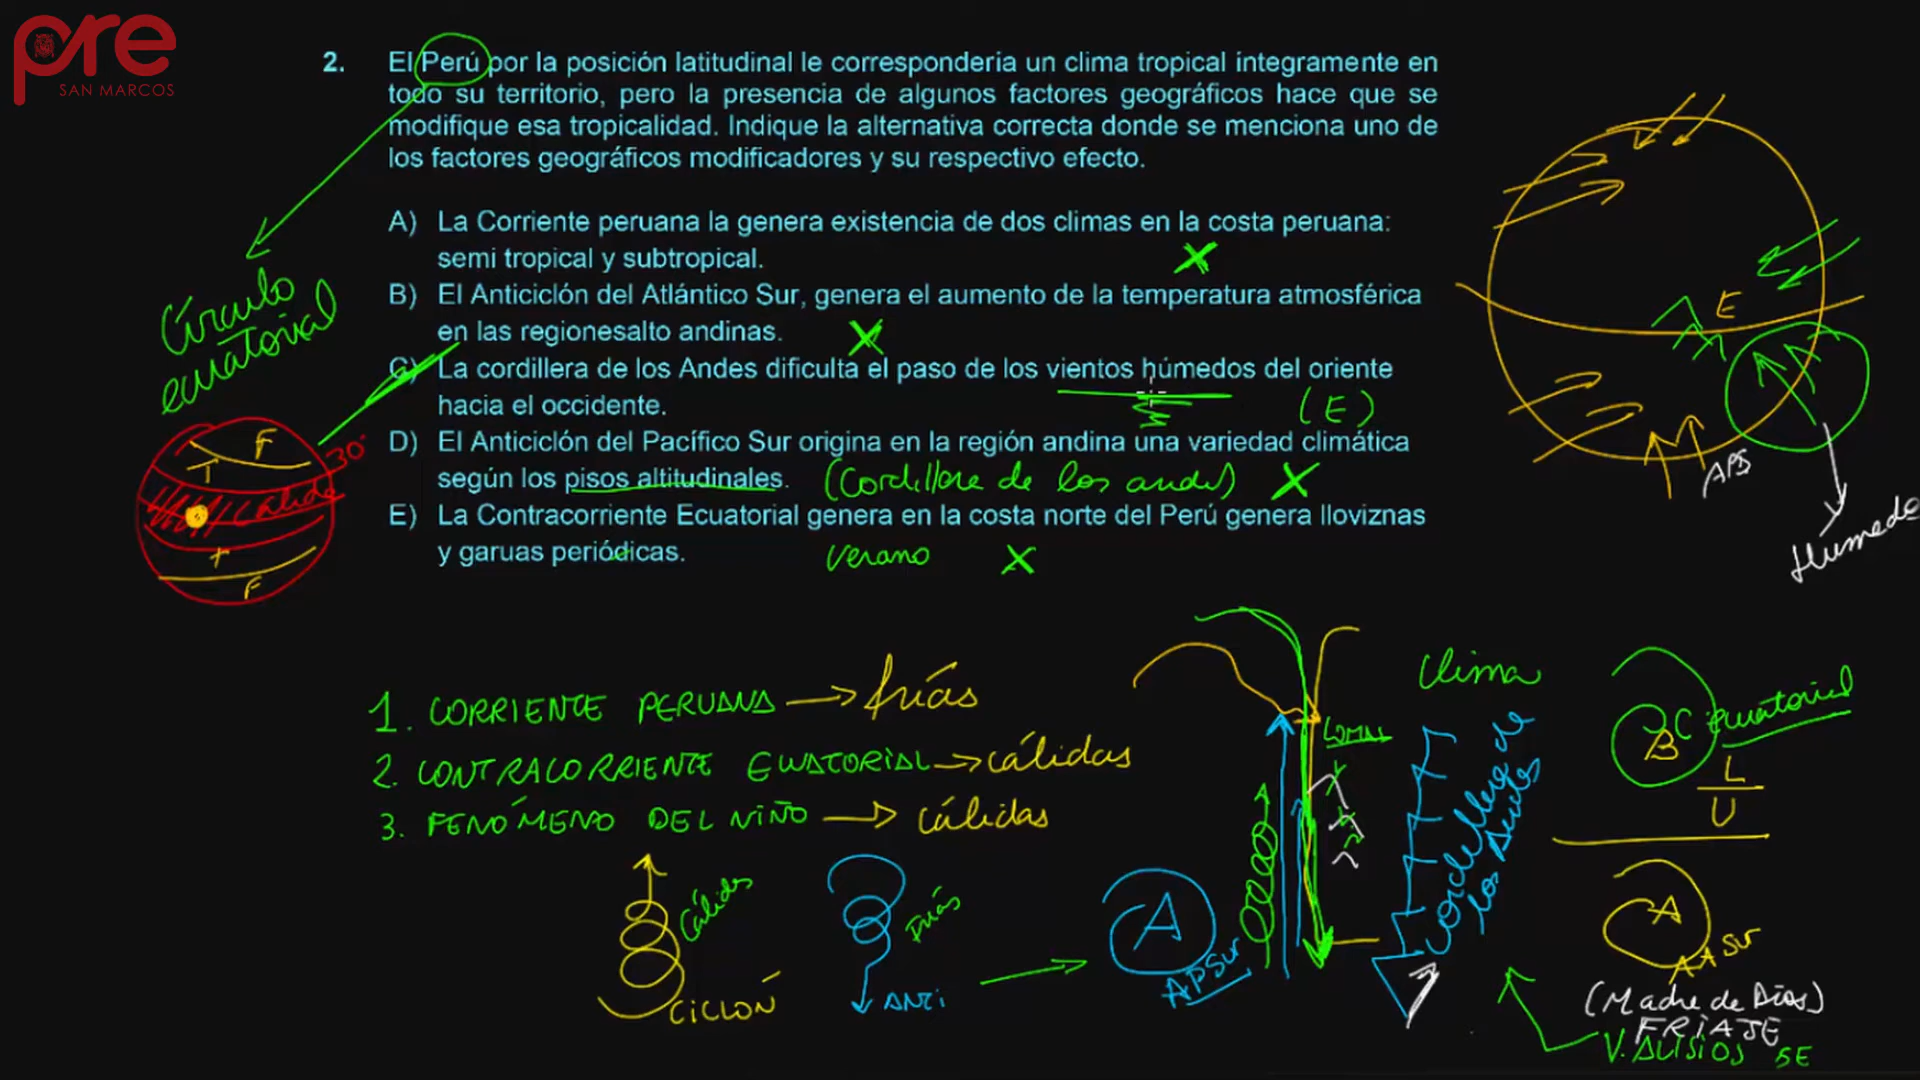 pre
SAN MARCOS
2. El Perú por la posición latitudinal le correspondería un clima tropical íntegramente en
todo su territorio, pero la presencia de algunos factores geográficos hace que se
modifique esa tropicalidad. Indique la alternativa correcta donde se menciona uno de
los factores geográficos modificadores y su respectivo efecto.
A) La Corriente peruana la genera existencia de dos climas en la costa peruana:
semi tropical y subtropical.
B) El Anticiclón del Atlántico Sur, genera el aumento de la temperatura atmosférica
en las regionesalto andinas.
C) La cordillera de los Andes dificulta el paso de los vientos húmedos del oriente
hacia el occidente.
(E)
D) El Anticiclón del Pacífico Sur origina en la región andina una variedad climática
según los pisos altitudinales. (Cordillera de los andes)
E) La Contracorriente Ecuatorial genera en la costa norte del Perú genera lloviznas
y garuas periódicas. verano
Círculo
ecuatorial
F
T
30°
Cálida
T
F
E
APS
Humedo
1. CORRIENTE PERUANA → frías
2. CONTRACORRIENTE ECUATORIAL → cálidas
3. FENÓMENO DEL NIÑO → cálidas
Cálidos
CICLÓN
Fríos
ANTI
A
APSur
LOMAS
Clima
Cordillera de
los Andes
B
C ecuatorial
L
U
A
AASur
(Madre de Dios)
FRIAJE
V. ALISIOS SE